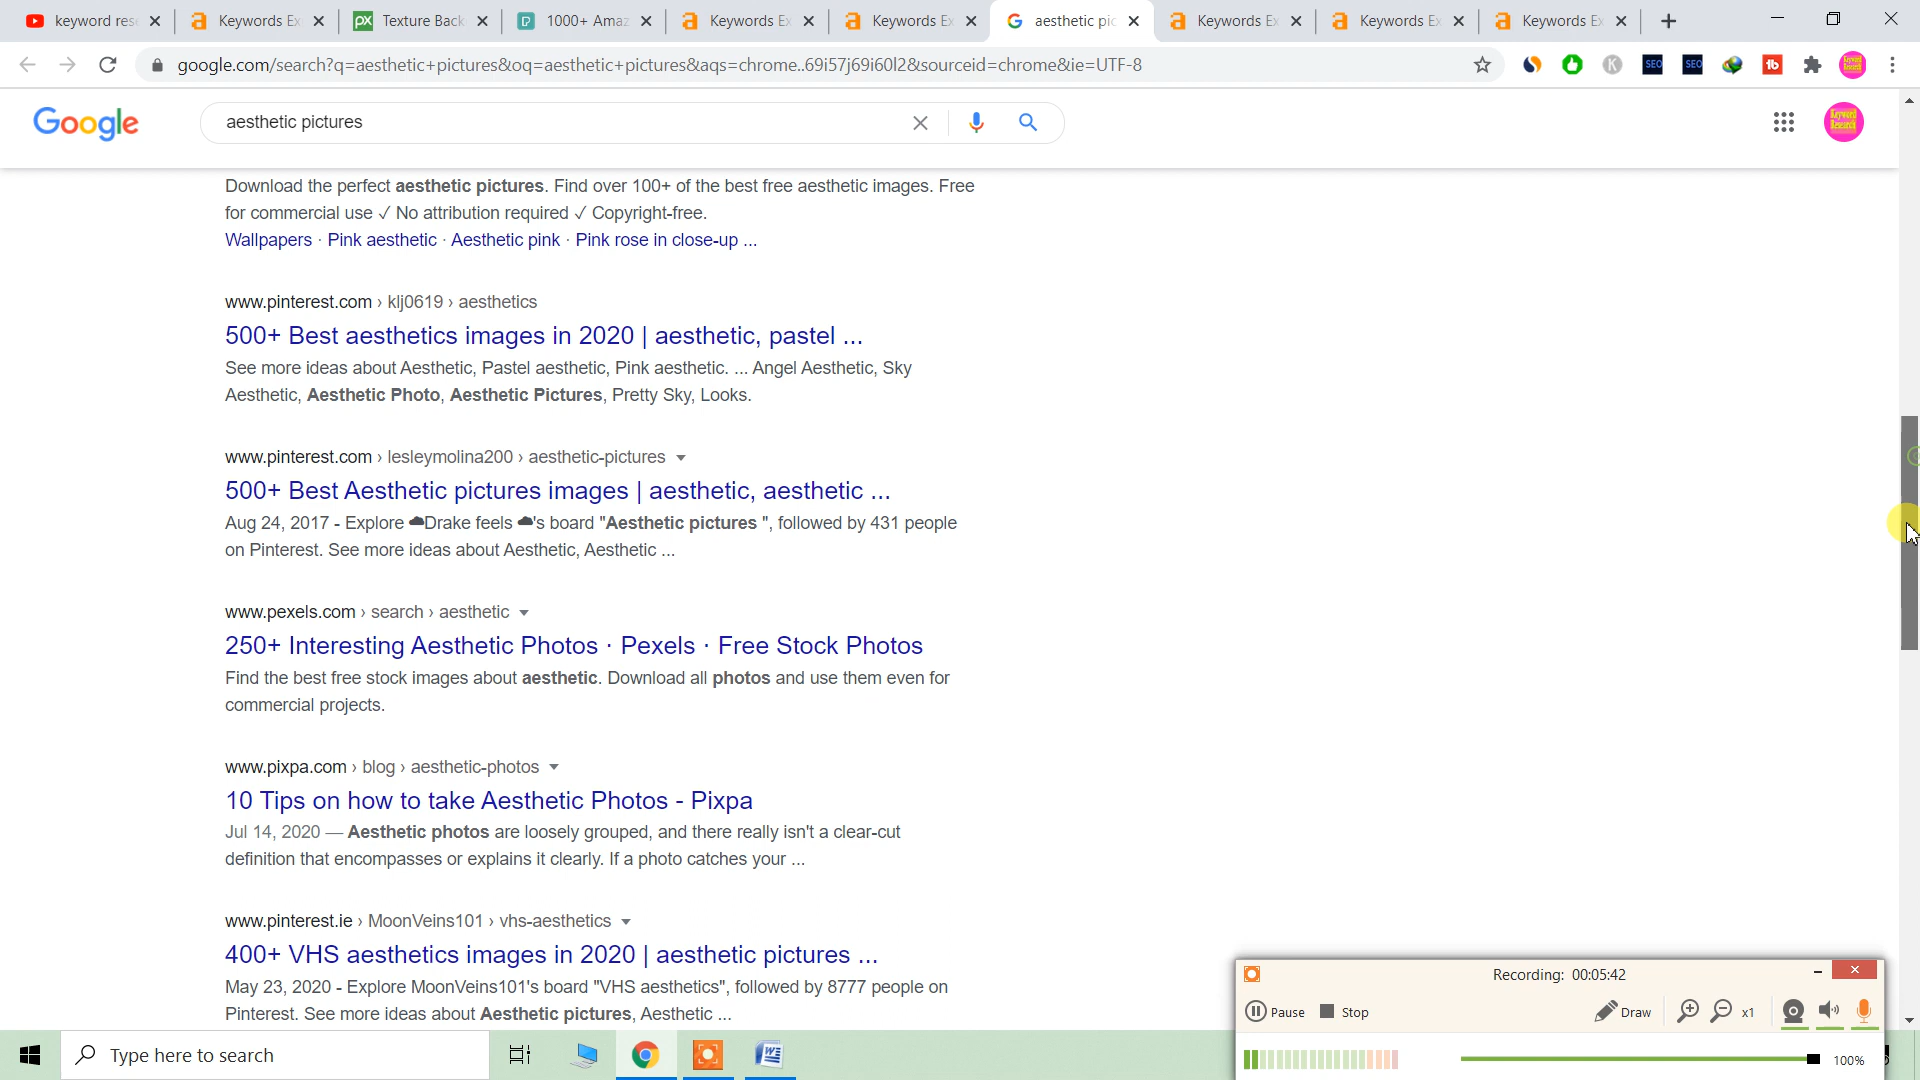 keyword res
Keywords Ex
Texture Back
1000+ Amaz
Keywords Ex
Keywords Ex
aesthetic pic
Keywords Ex
Keywords Ex
Keywords Ex
google.com/search?q=aesthetic+pictures&oq=aesthetic+pictures&aqs=chrome..69i57j69i60l2&sourceid=chrome&ie=UTF-8
SEO
SEO
Google
aesthetic pictures
Keyword
Research
Download the perfect aesthetic pictures. Find over 100+ of the best free aesthetic images. Free
for commercial use ✓ No attribution required ✓ Copyright-free.
Wallpapers · Pink aesthetic · Aesthetic pink · Pink rose in close-up ...
www.pinterest.com › klj0619 › aesthetics
500+ Best aesthetics images in 2020 | aesthetic, pastel ...
See more ideas about Aesthetic, Pastel aesthetic, Pink aesthetic. ... Angel Aesthetic, Sky
Aesthetic, Aesthetic Photo, Aesthetic Pictures, Pretty Sky, Looks.
www.pinterest.com › lesleymolina200 › aesthetic-pictures
500+ Best Aesthetic pictures images | aesthetic, aesthetic ...
Aug 24, 2017 - Explore ☁Drake feels ☁'s board "Aesthetic pictures ", followed by 431 people
on Pinterest. See more ideas about Aesthetic, Aesthetic ...
www.pexels.com › search › aesthetic
250+ Interesting Aesthetic Photos · Pexels · Free Stock Photos
Find the best free stock images about aesthetic. Download all photos and use them even for
commercial projects.
www.pixpa.com › blog › aesthetic-photos
10 Tips on how to take Aesthetic Photos - Pixpa
Jul 14, 2020 — Aesthetic photos are loosely grouped, and there really isn't a clear-cut
definition that encompasses or explains it clearly. If a photo catches your ...
www.pinterest.ie › MoonVeins101 › vhs-aesthetics
400+ VHS aesthetics images in 2020 | aesthetic pictures ...
May 23, 2020 - Explore MoonVeins101's board "VHS aesthetics", followed by 8777 people on
Pinterest. See more ideas about Aesthetic pictures, Aesthetic ...
Recording: 00:05:42
Pause
Stop
Draw
x1
100%
Type here to search